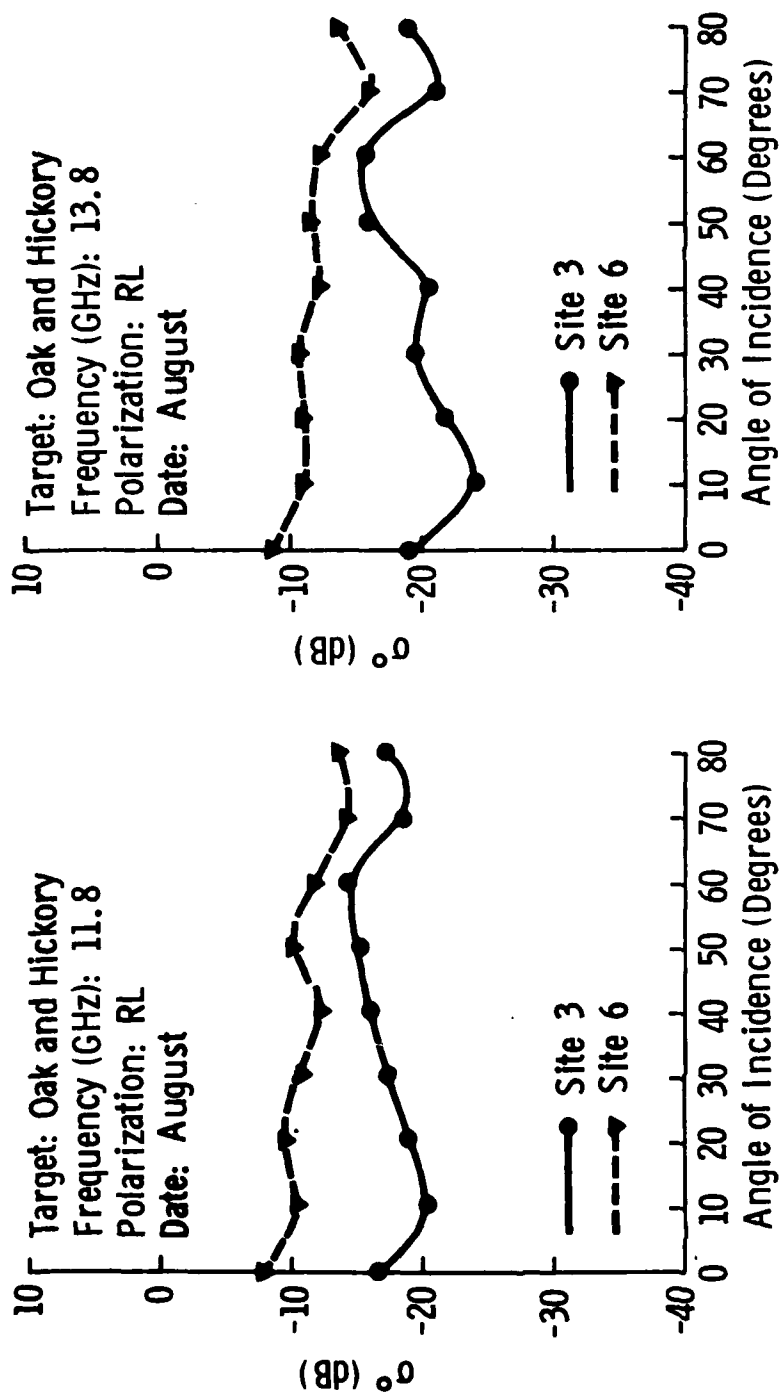 Target: Oak and Hickory
Frequency (GHz): 11.8
Polarization: RL
Date: August
10
0
-10
-20
-30
-40
σ° (dB)
Site 3
Site 6
0 10 20 30 40 50 60 70 80
Angle of Incidence (Degrees)
Target: Oak and Hickory
Frequency (GHz): 13.8
Polarization: RL
Date: August
10
0
-10
-20
-30
-40
σ° (dB)
Site 3
Site 6
0 10 20 30 40 50 60 70 80
Angle of Incidence (Degrees)